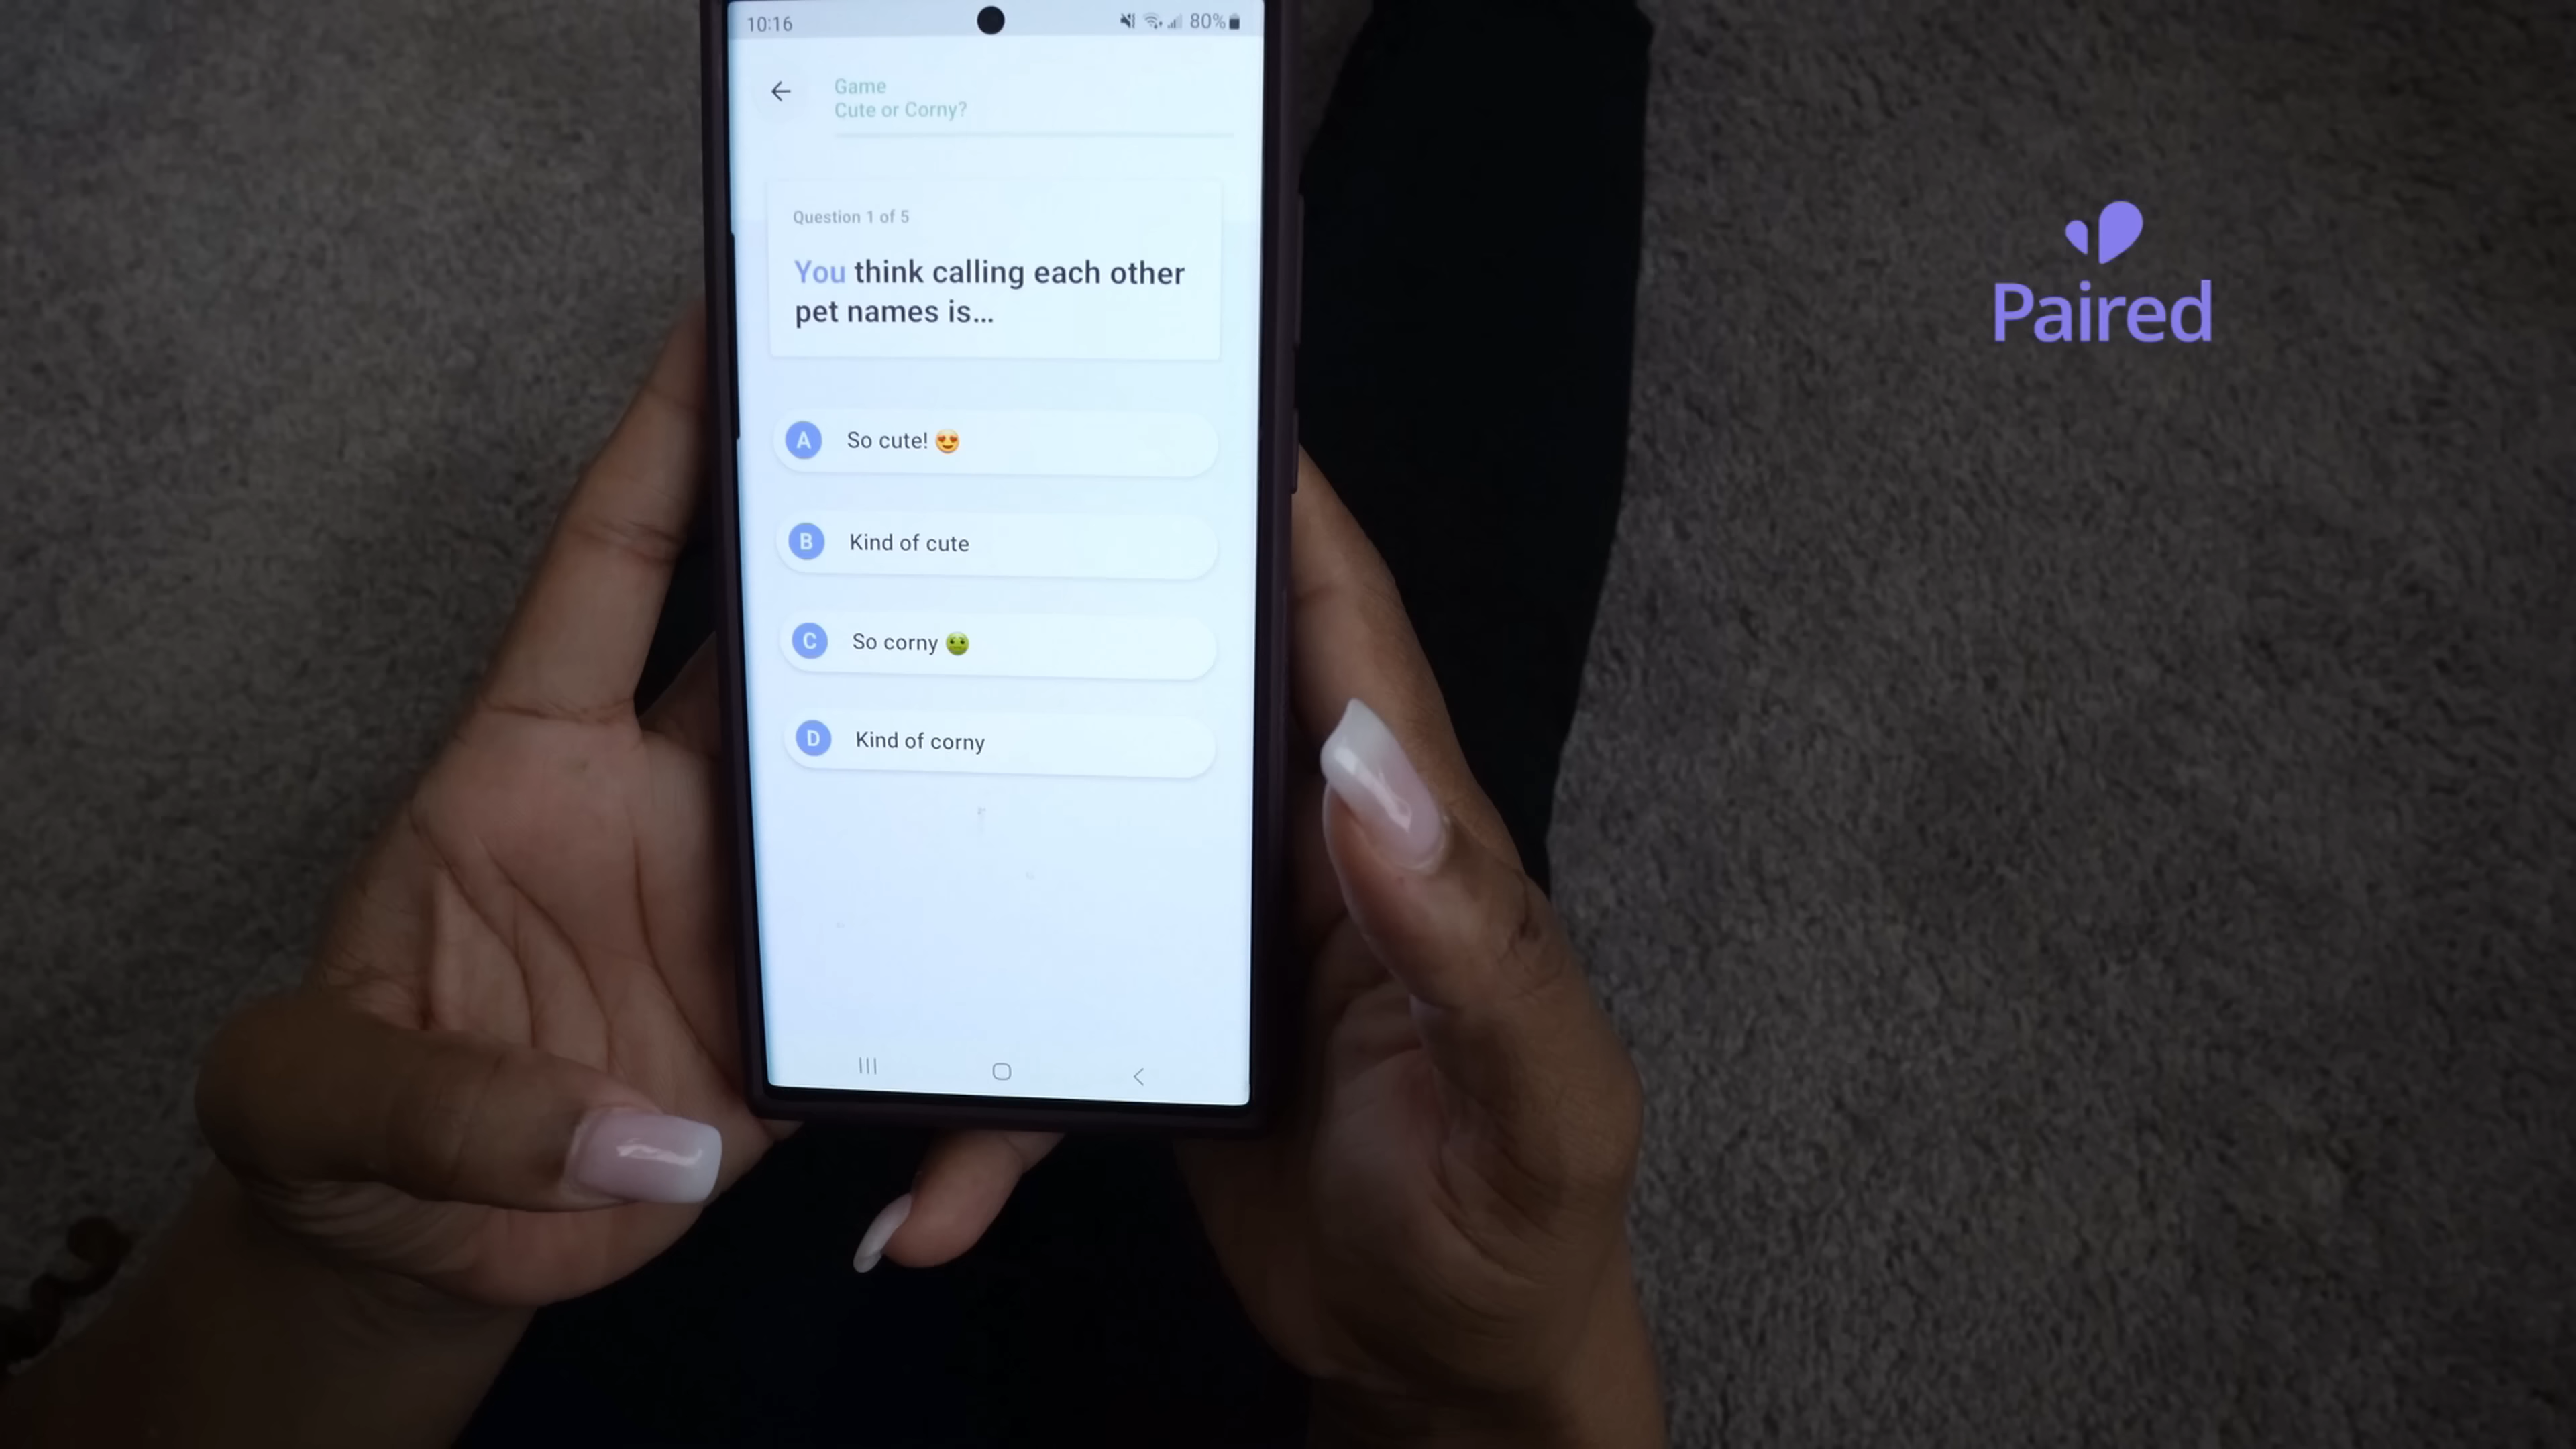 10:16
80%
Game
Cute or Corny?
Question 1 of 5
You think calling each other
pet names is...
A So cute! 😍
B Kind of cute
C So corny 🤢
D Kind of corny
Paired